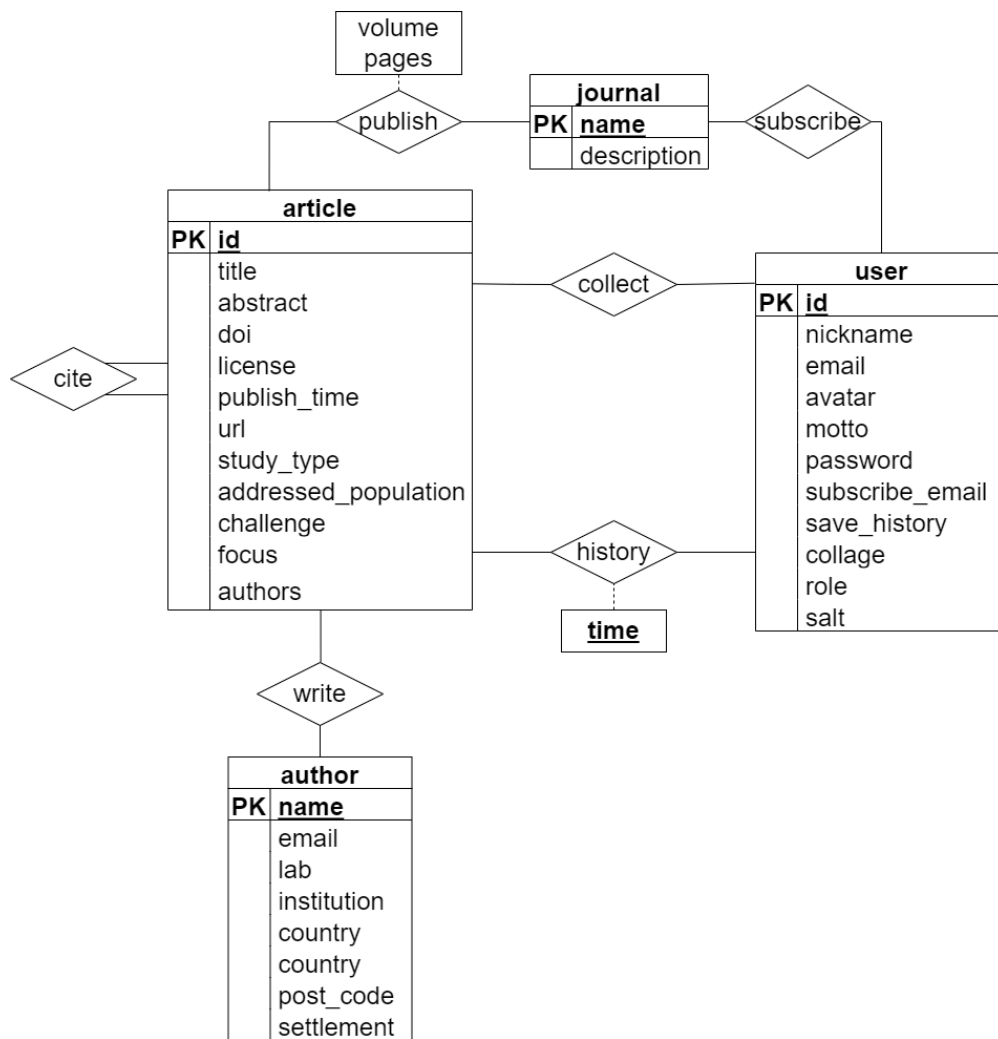 volume
pages
publish
journal
PK name
description
subscribe
article
PK id
title
abstract
doi
license
publish_time
url
study_type
addressed_population
challenge
focus
authors
cite
collect
user
PK id
nickname
email
avatar
motto
password
subscribe_email
save_history
collage
role
salt
history
time
write
author
PK name
email
lab
institution
country
country
post_code
settlement